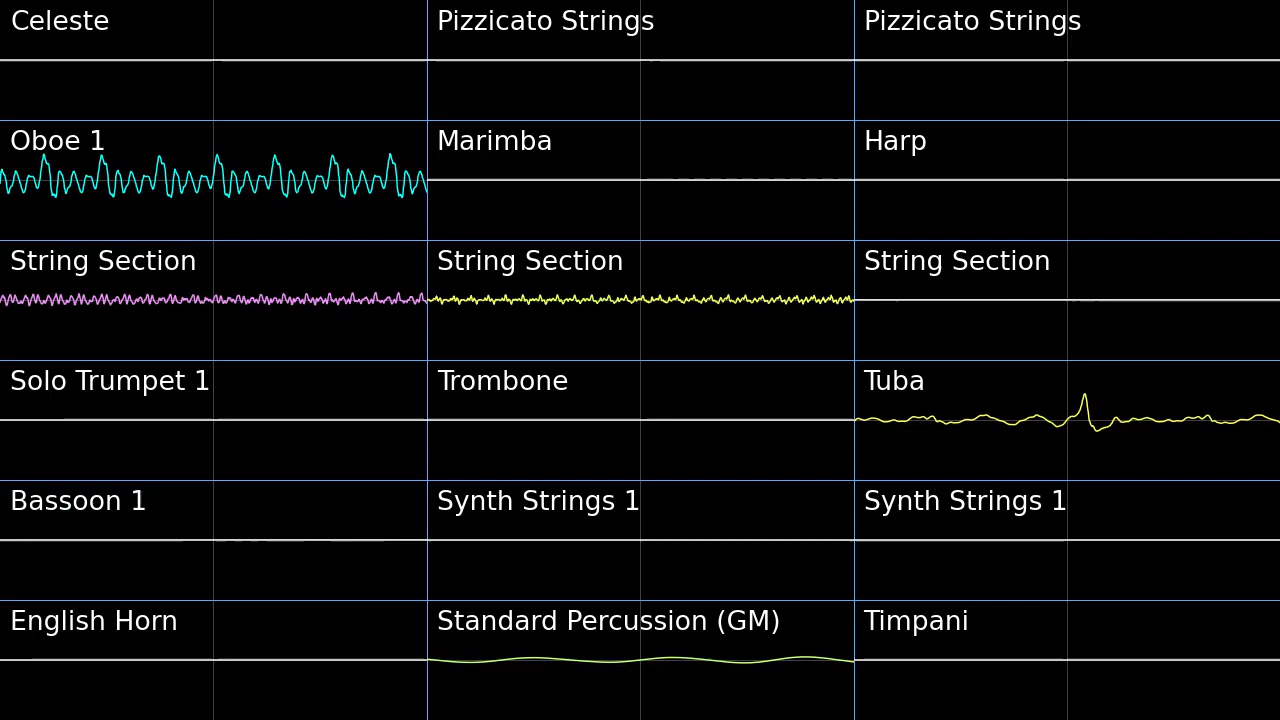 Celeste
Pizzicato Strings
Pizzicato Strings
Oboe 1
Marimba
Harp
String Section
String Section
String Section
Solo Trumpet 1
Trombone
Tuba
Bassoon 1
Synth Strings 1
Synth Strings 1
English Horn
Standard Percussion (GM)
Timpani